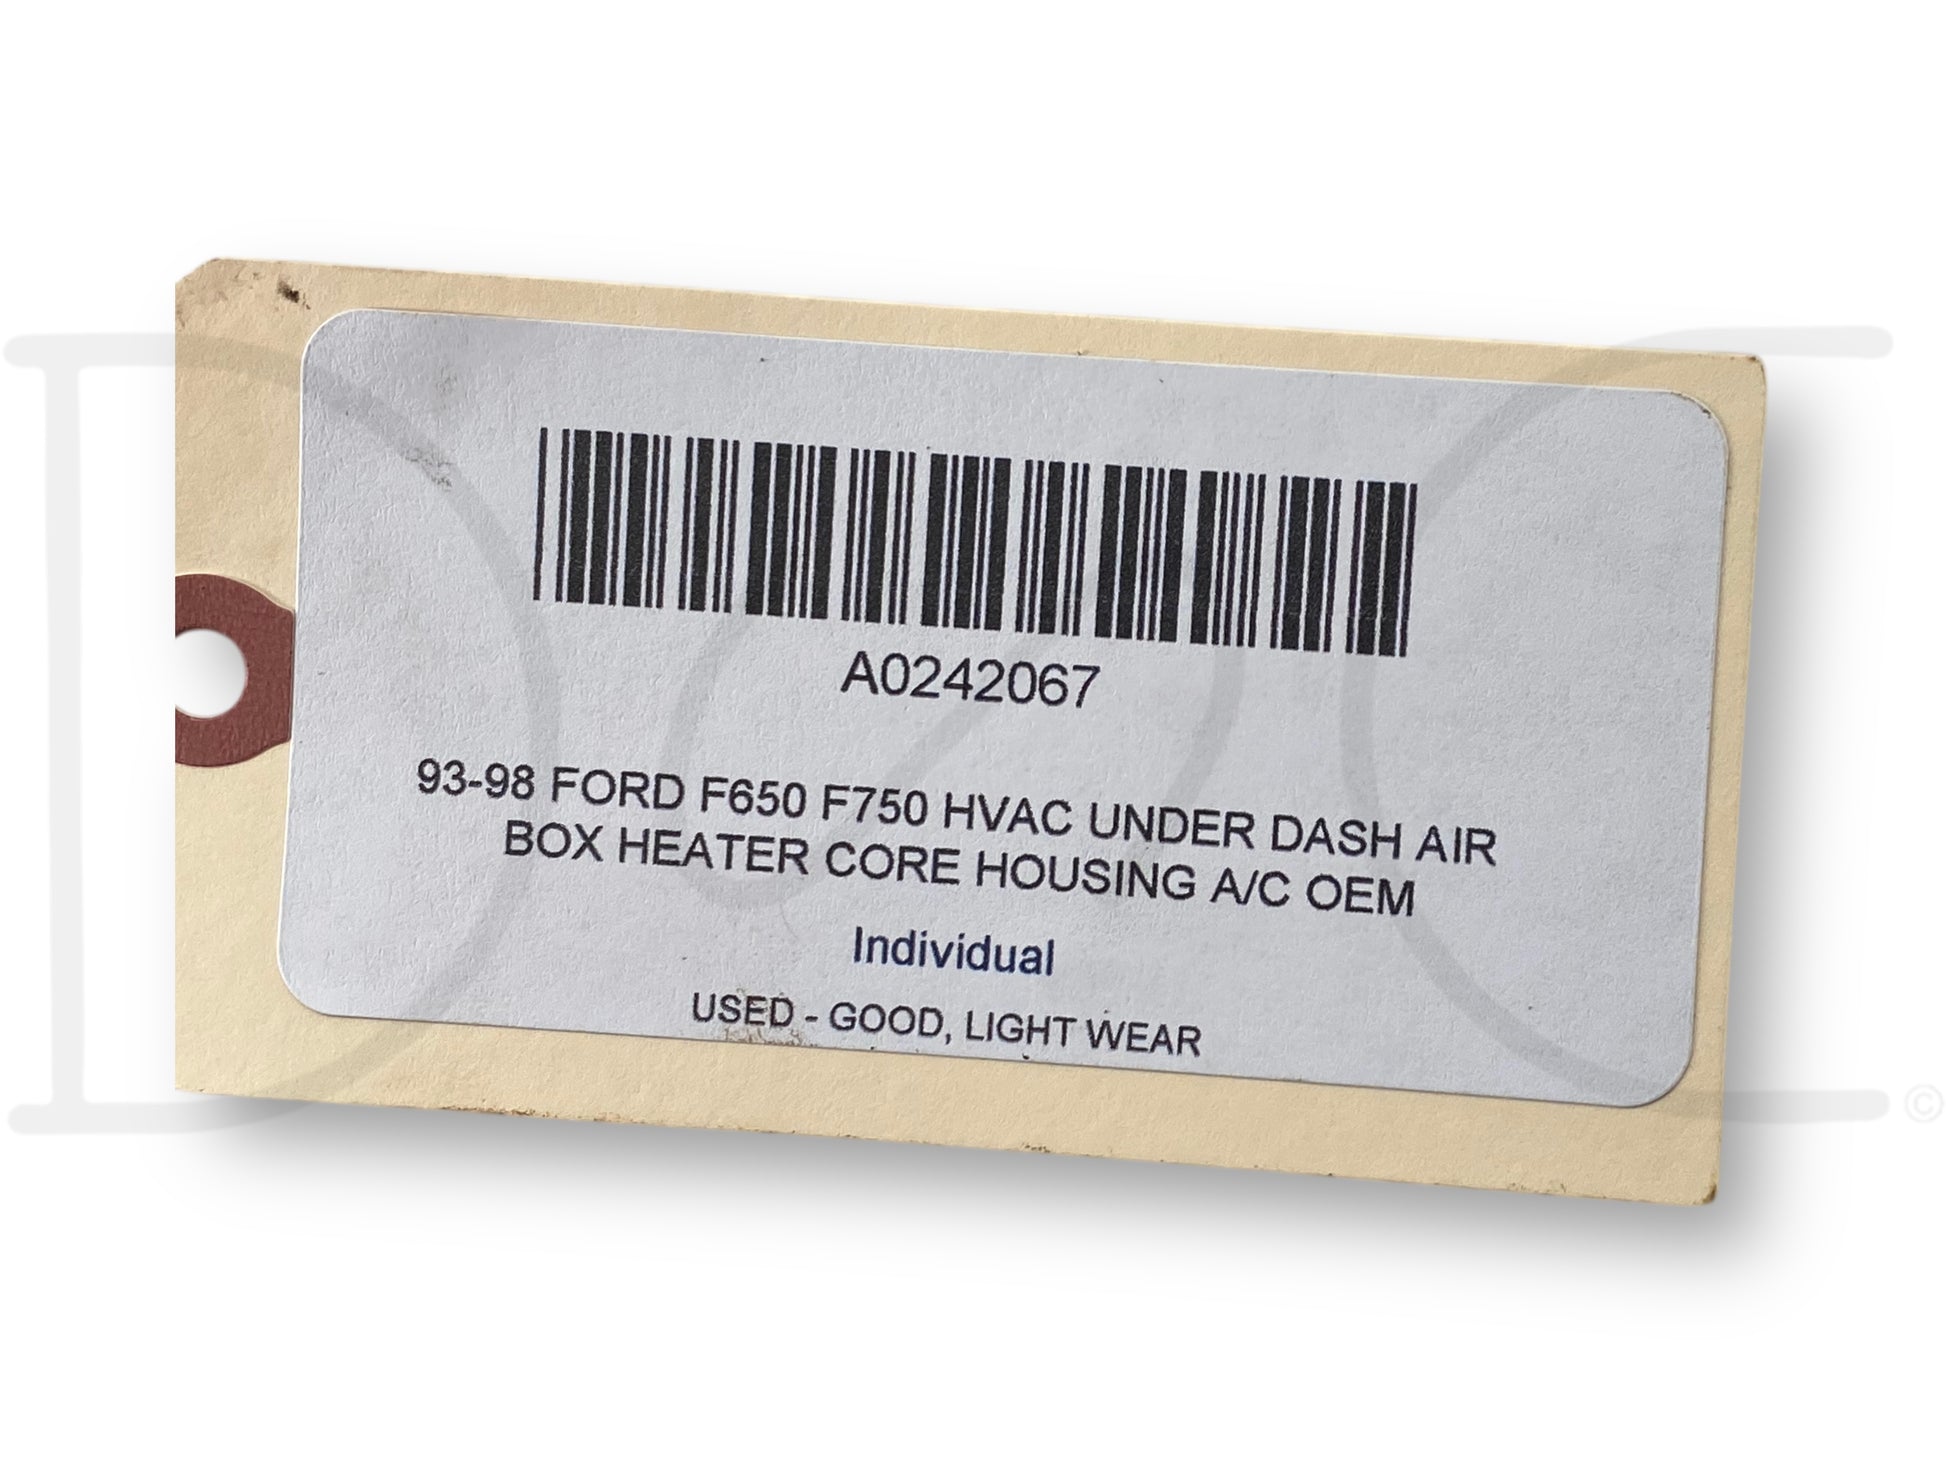 A0242067
93-98 FORD F650 F750 HVAC UNDER DASH AIR
BOX HEATER CORE HOUSING A/C OEM
Individual
USED - GOOD, LIGHT WEAR
©